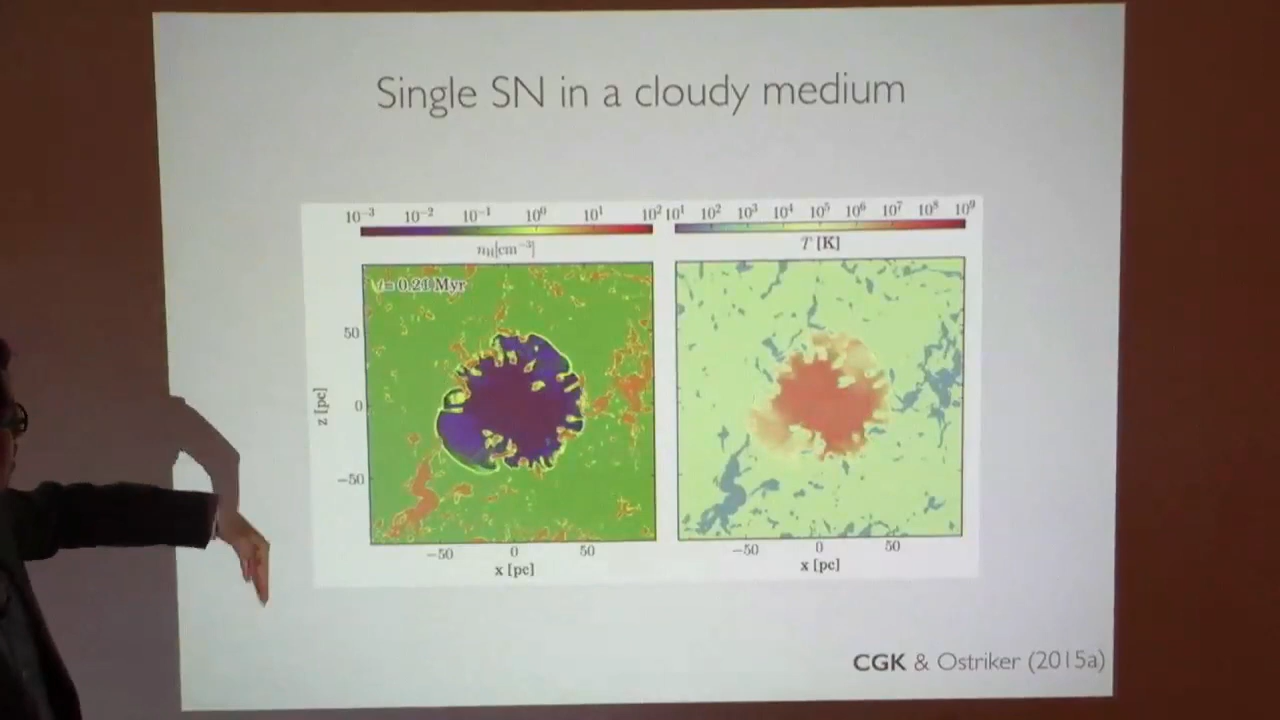 Single SN in a cloudy medium
10⁻³ 10⁻² 10⁻¹ 10⁰ 10¹ 10²
n_H[cm⁻³]
10¹ 10² 10³ 10⁴ 10⁵ 10⁶ 10⁷ 10⁸ 10⁹
T [K]
t= 0.21 Myr
50
0
−50
z [pc]
−50 0 50
x [pc]
−50 0 50
x [pc]
CGK & Ostriker (2015a)